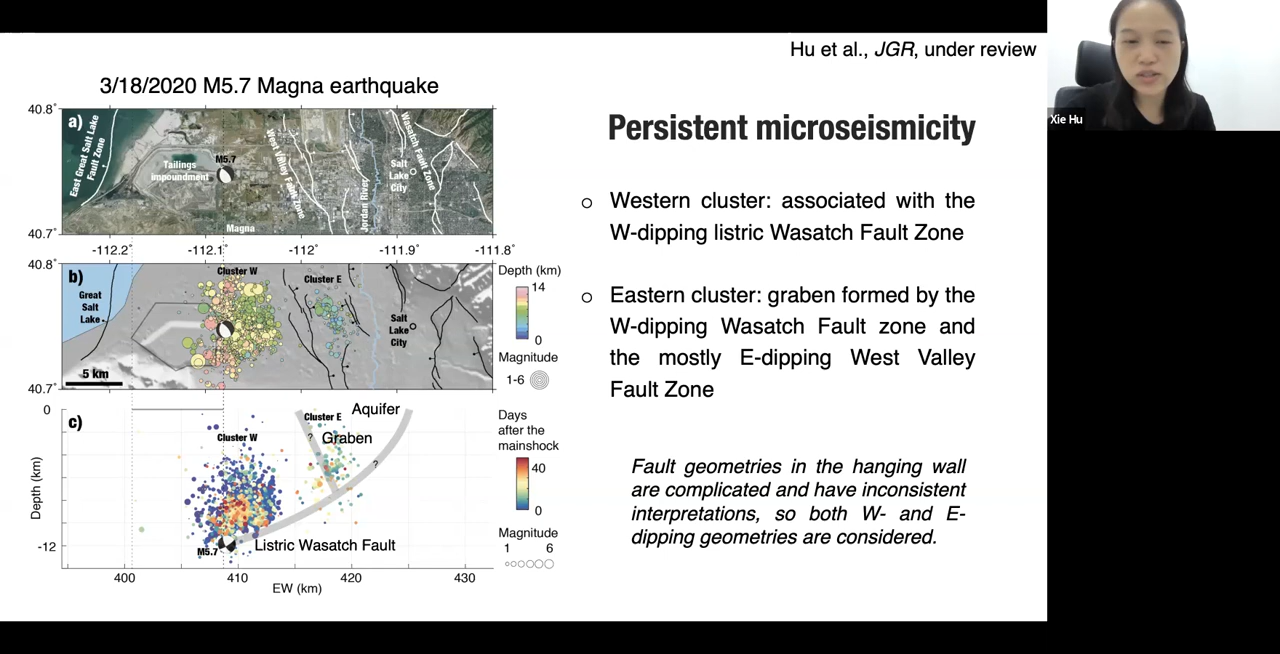 Hu et al., JGR, under review
Xie Hu
3/18/2020 M5.7 Magna earthquake
Persistent microseismicity
Western cluster: associated with the
W-dipping listric Wasatch Fault Zone
Eastern cluster: graben formed by the
W-dipping Wasatch Fault zone and
the mostly E-dipping West Valley
Fault Zone
Fault geometries in the hanging wall
are complicated and have inconsistent
interpretations, so both W- and E-
dipping geometries are considered.
40.8°
a)
East Great Salt Lake
Fault Zone
Tailings
impoundment
M5.7
West Valley Fault Zone
Jordan River
Wasatch Fault Zone
Salt
Lake
City
Magna
40.7°
-112.2°
-112.1°
-112°
-111.9°
-111.8°
40.8°
b)
Great
Salt
Lake
Cluster W
Cluster E
Salt
Lake
City
5 km
40.7°
Depth (km)
14
0
Magnitude
1-6
c)
0
-12
Depth (km)
Cluster W
Cluster E
Aquifer
?
Graben
?
M5.7
Listric Wasatch Fault
400
410
420
430
EW (km)
Days
after the
mainshock
40
0
Magnitude
1 6